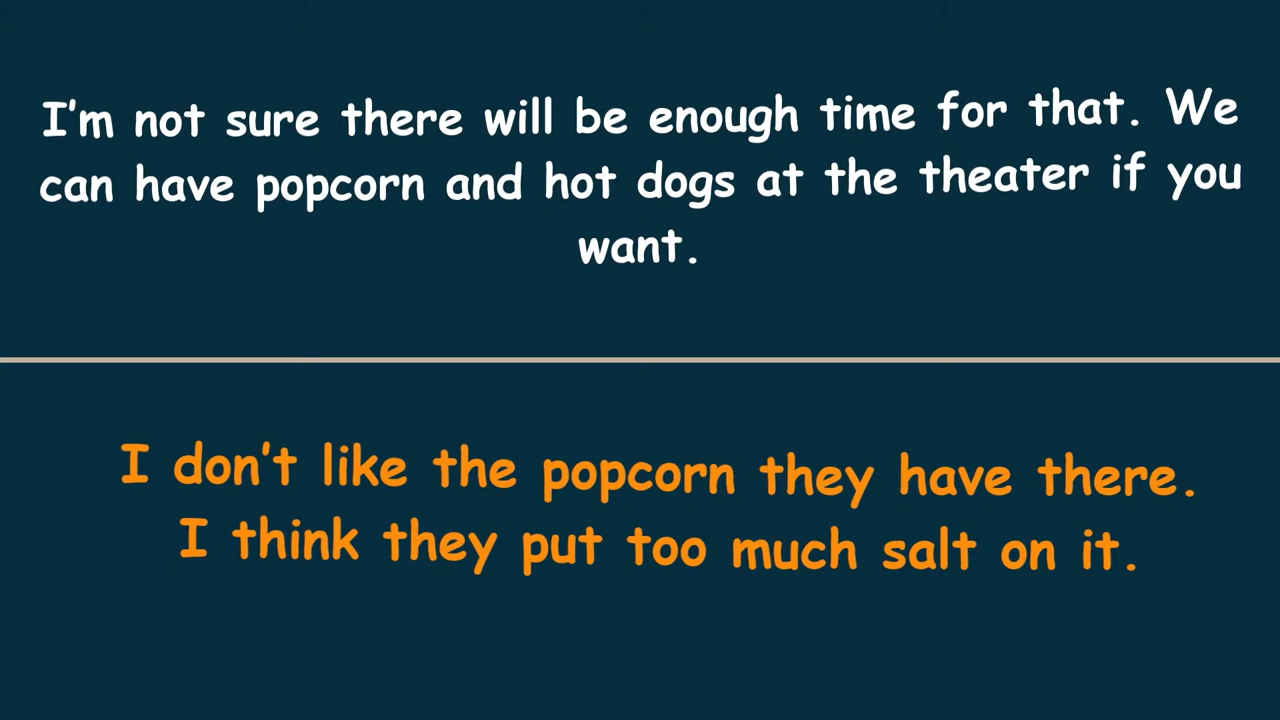 I'm not sure there will be enough time for that. We
can have popcorn and hot dogs at the theater if you
want.
I don't like the popcorn they have there.
I think they put too much salt on it.